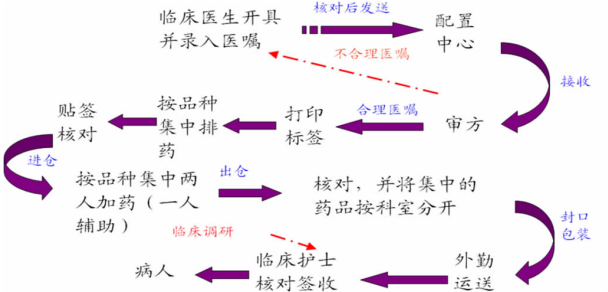 临床医生开具
并录入医嘱
核对后发送
配置
中心
不合理医嘱
接收
审方
合理医嘱
打印
标签
按品种
集中排
药
贴签
核对
进仓
按品种集中两
人加药（一人
辅助）
出仓
核对，并将集中的
药品按科室分开
封口
包装
外勤
运送
临床调研
临床护士
核对签收
病人